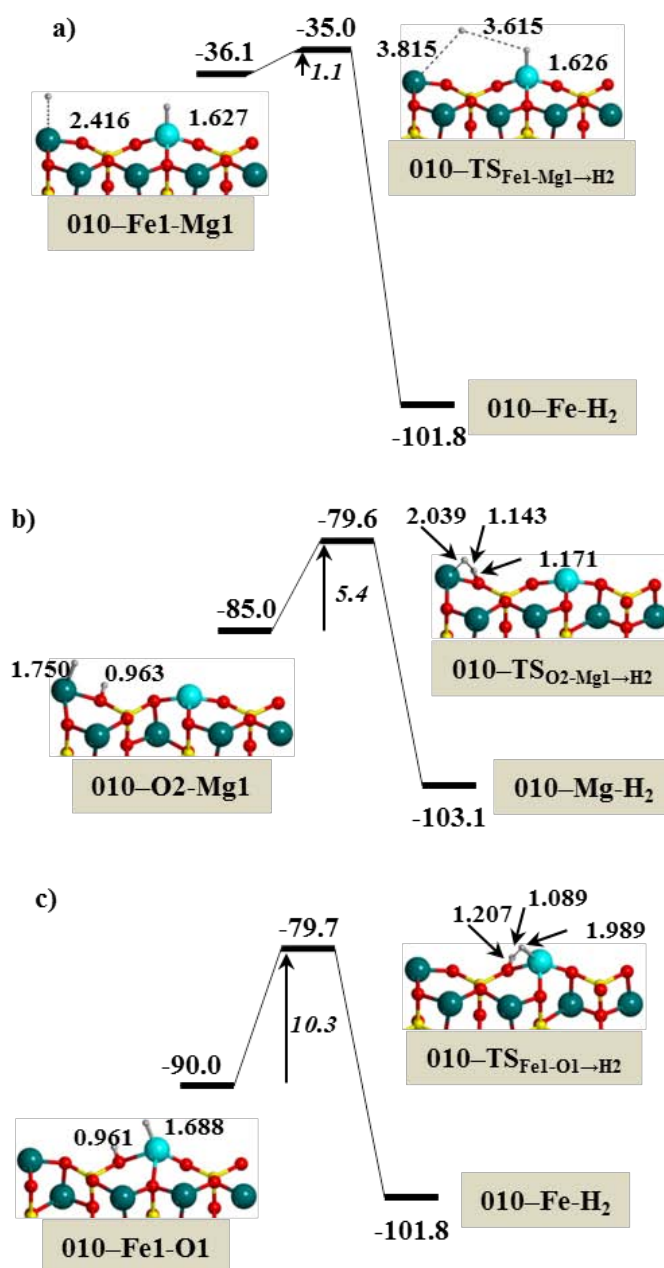 a)
-36.1
-35.0
1.1
3.815
3.615
1.626
2.416
1.627
010–TSFe1-Mg1→H2
010–Fe1-Mg1
010–Fe-H2
-101.8
b)
-79.6
2.039
1.143
1.171
-85.0
5.4
010–TSO2-Mg1→H2
1.750
0.963
010–O2-Mg1
010–Mg-H2
-103.1
c)
-79.7
1.089
1.207
1.989
10.3
-90.0
010–TSFe1-O1→H2
0.961
1.688
010–Fe-H2
-101.8
010–Fe1-O1